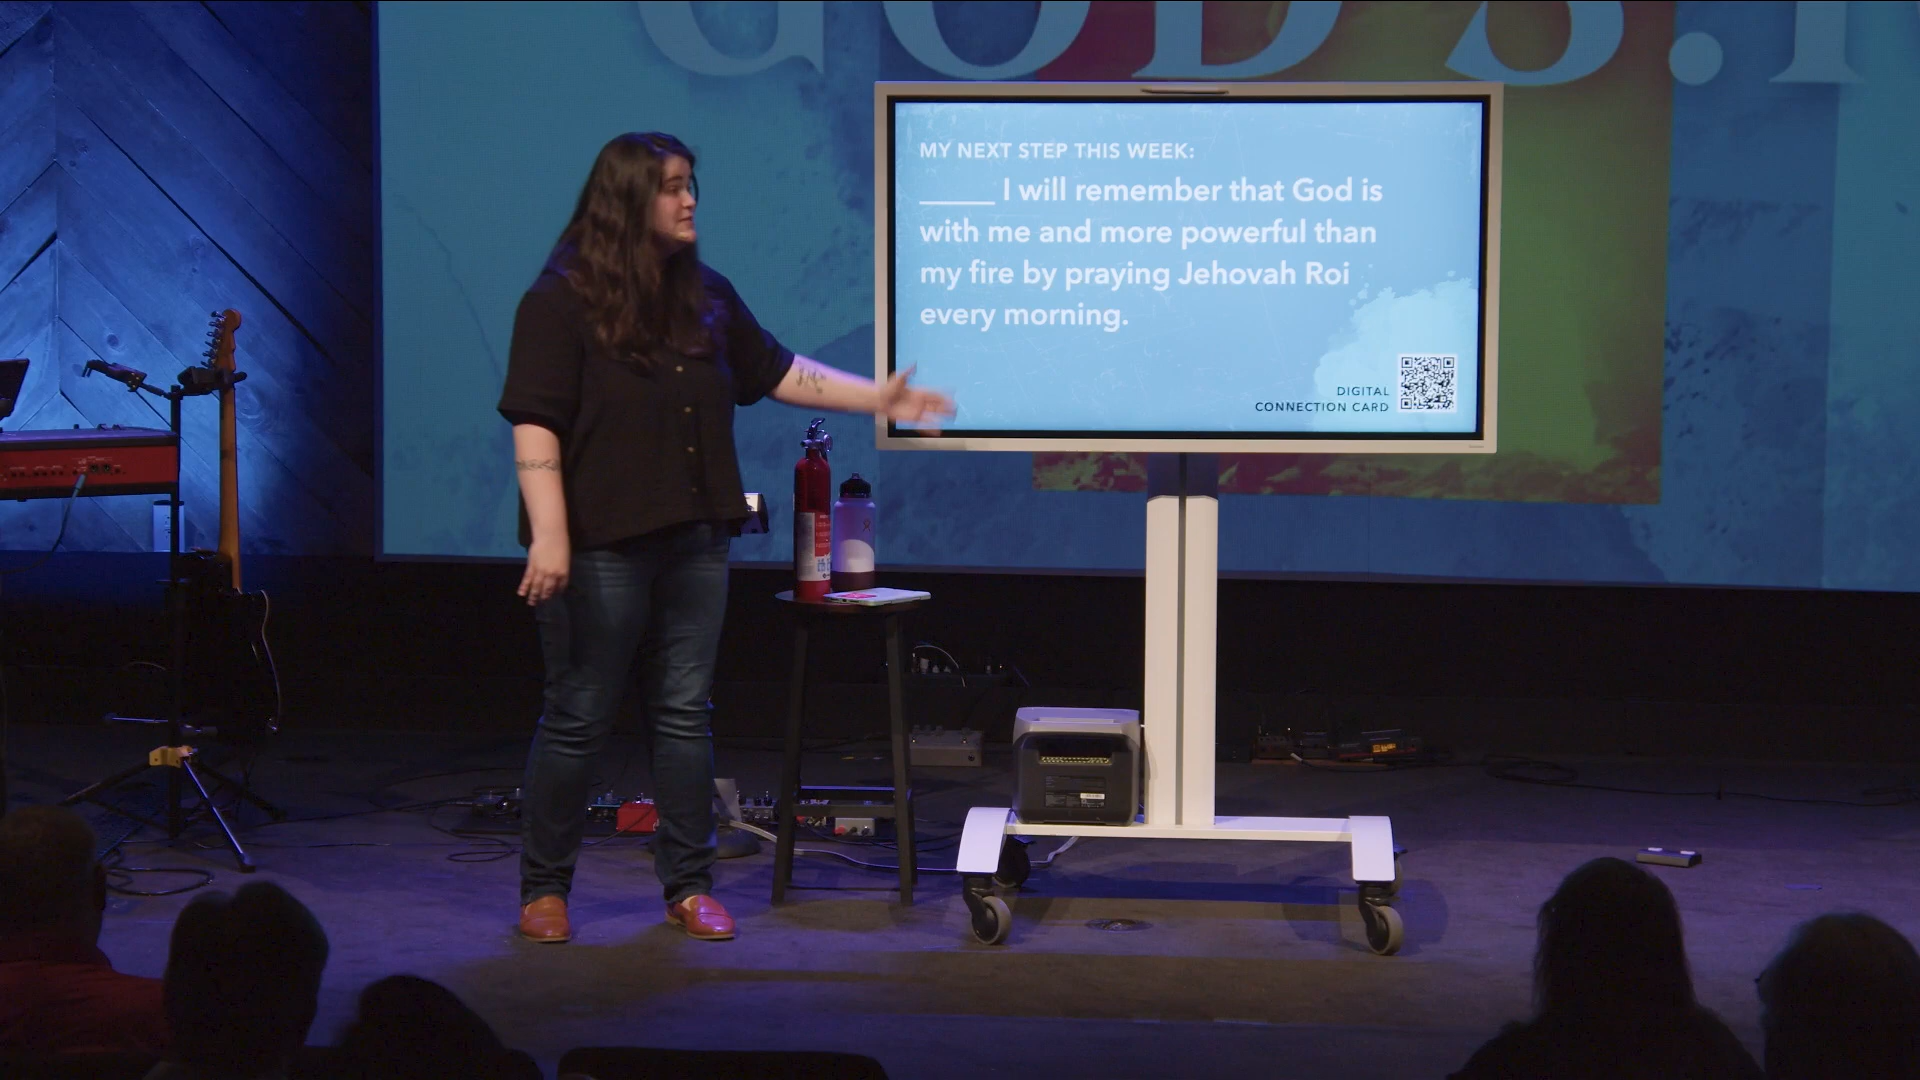 GOD'S.
MY NEXT STEP THIS WEEK:
_____ I will remember that God is
with me and more powerful than
my fire by praying Jehovah Roi
every morning.
DIGITAL
CONNECTION CARD